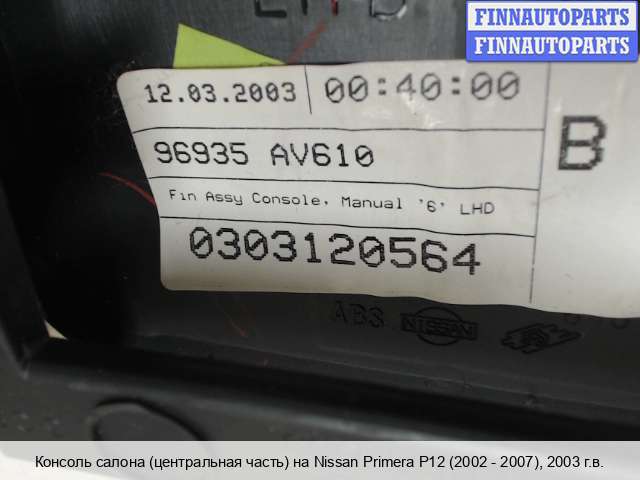 FINNAUTOPARTS
FINNAUTOPARTS
12.03.2003 00:40:00
96935 AV610
B
Fin Assy Console, Manual '6' LHD
0303120564
ABS NISSAN
Консоль салона (центральная часть) на Nissan Primera P12 (2002 - 2007), 2003 г.в.